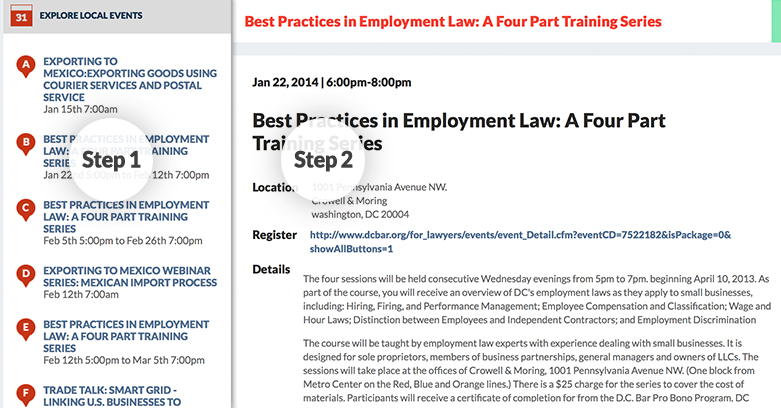 31 EXPLORE LOCAL EVENTS
A
EXPORTING TO
MEXICO:EXPORTING GOODS USING
COURIER SERVICES AND POSTAL
SERVICE
Jan 15th 7:00am
B
BEST PRACTICES IN EMPLOYMENT
LAW: A FOUR PART TRAINING
SERIES
Jan 22nd 5:00pm to Feb 12th 7:00pm
Step 1
C
BEST PRACTICES IN EMPLOYMENT
LAW: A FOUR PART TRAINING
SERIES
Feb 5th 5:00pm to Feb 26th 7:00pm
D
EXPORTING TO MEXICO WEBINAR
SERIES: MEXICAN IMPORT PROCESS
Feb 12th 7:00am
E
BEST PRACTICES IN EMPLOYMENT
LAW: A FOUR PART TRAINING
SERIES
Feb 12th 5:00pm to Mar 5th 7:00pm
F
TRADE TALK: SMART GRID -
LINKING U.S. BUSINESSES TO
Best Practices in Employment Law: A Four Part Training Series
Jan 22, 2014 | 6:00pm-8:00pm
Best Practices in Employment Law: A Four Part
Training Series
Step 2
Location 1001 Pennsylvania Avenue NW.
Crowell & Moring
washington, DC 20004
Register http://www.dcbar.org/for_lawyers/events/event_Detail.cfm?eventCD=7522182&isPackage=0&
showAllButtons=1
Details
The four sessions will be held consecutive Wednesday evenings from 5pm to 7pm. beginning April 10, 2013. As
part of the course, you will receive an overview of DC's employment laws as they apply to small businesses,
including: Hiring, Firing, and Performance Management; Employee Compensation and Classification; Wage and
Hour Laws; Distinction between Employees and Independent Contractors; and Employment Discrimination
The course will be taught by employment law experts with experience dealing with small businesses. It is
designed for sole proprietors, members of business partnerships, general managers and owners of LLCs. The
sessions will take place at the offices of Crowell & Moring, 1001 Pennsylvania Avenue NW. (One block from
Metro Center on the Red, Blue and Orange lines.) There is a $25 charge for the series to cover the cost of
materials. Participants will receive a certificate of completion for from the D.C. Bar Pro Bono Program, DC